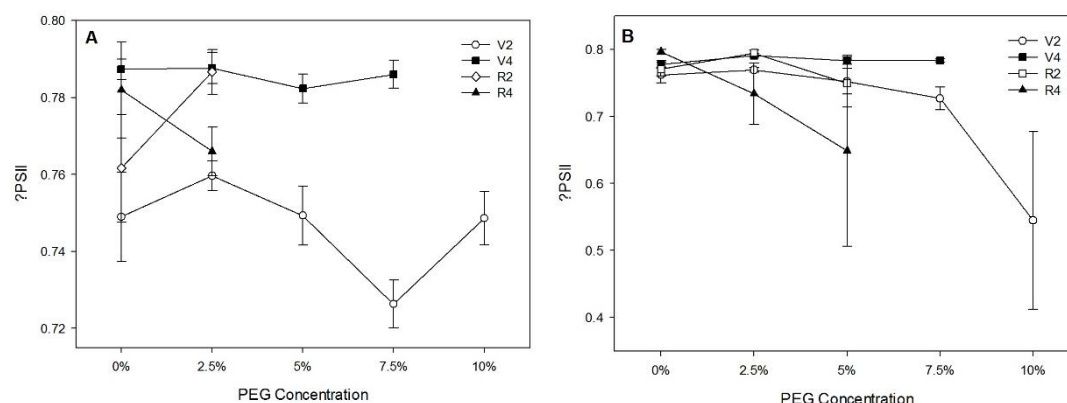 A
V2
V4
R2
R4
0.80
0.78
0.76
0.74
0.72
?PSII
0% 2.5% 5% 7.5% 10%
PEG Concentration
B
V2
V4
R2
R4
0.8
0.7
0.6
0.5
0.4
?PSII
0% 2.5% 5% 7.5% 10%
PEG Concentration